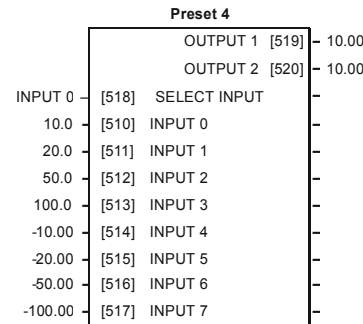 Preset 4
OUTPUT 1 [519] – 10.00
OUTPUT 2 [520] – 10.00
INPUT 0 – [518] SELECT INPUT –
10.0 – [510] INPUT 0 –
20.0 – [511] INPUT 1 –
50.0 – [512] INPUT 2 –
100.0 – [513] INPUT 3 –
-10.00 – [514] INPUT 4 –
-20.00 – [515] INPUT 5 –
-50.00 – [516] INPUT 6 –
-100.00 – [517] INPUT 7 –